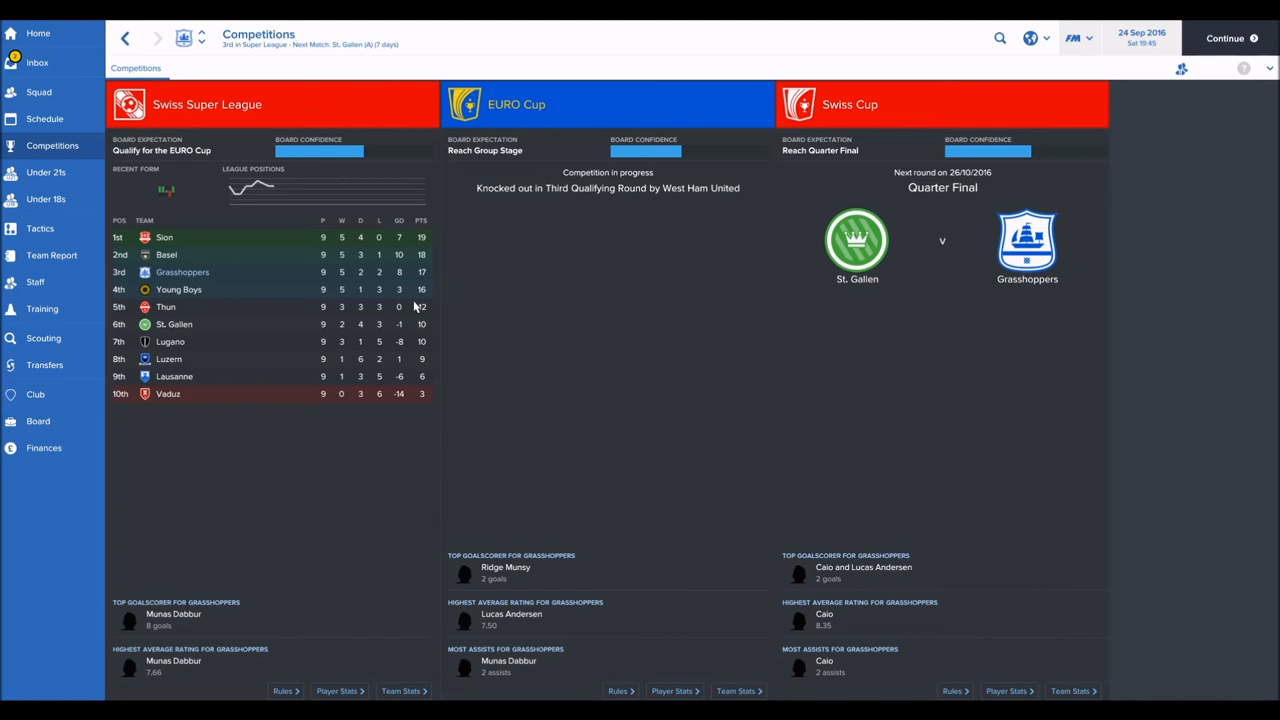 Home
2
Inbox
Squad
Schedule
Competitions
Under 21s
Under 18s
Tactics
Team Report
Staff
Training
Scouting
Transfers
Club
Board
Finances
Competitions
3rd in Super League - Next Match: St. Gallen (A) (7 days)
FM
24 Sep 2016
Sat 19:45
Continue
Competitions
?
Swiss Super League
BOARD EXPECTATION BOARD CONFIDENCE
Qualify for the EURO Cup
RECENT FORM LEAGUE POSITIONS
POS TEAM P W D L GD PTS
1st Sion 9 5 4 0 7 19
2nd Basel 9 5 3 1 10 18
3rd Grasshoppers 9 5 2 2 8 17
4th Young Boys 9 5 1 3 3 16
5th Thun 9 3 3 3 0 12
6th St. Gallen 9 2 4 3 -1 10
7th Lugano 9 3 1 5 -8 10
8th Luzern 9 1 6 2 1 9
9th Lausanne 9 1 3 5 -6 6
10th Vaduz 9 0 3 6 -14 3
TOP GOALSCORER FOR GRASSHOPPERS
Munas Dabbur
8 goals
HIGHEST AVERAGE RATING FOR GRASSHOPPERS
Munas Dabbur
7.66
Rules Player Stats Team Stats
EURO Cup
BOARD EXPECTATION BOARD CONFIDENCE
Reach Group Stage
Competition in progress
Knocked out in Third Qualifying Round by West Ham United
TOP GOALSCORER FOR GRASSHOPPERS
Ridge Munsy
2 goals
HIGHEST AVERAGE RATING FOR GRASSHOPPERS
Lucas Andersen
7.50
MOST ASSISTS FOR GRASSHOPPERS
Munas Dabbur
2 assists
Rules Player Stats Team Stats
Swiss Cup
BOARD EXPECTATION BOARD CONFIDENCE
Reach Quarter Final
Next round on 26/10/2016
Quarter Final
v
St. Gallen Grasshoppers
TOP GOALSCORER FOR GRASSHOPPERS
Caio and Lucas Andersen
2 goals
HIGHEST AVERAGE RATING FOR GRASSHOPPERS
Caio
8.35
MOST ASSISTS FOR GRASSHOPPERS
Caio
2 assists
Rules Player Stats Team Stats